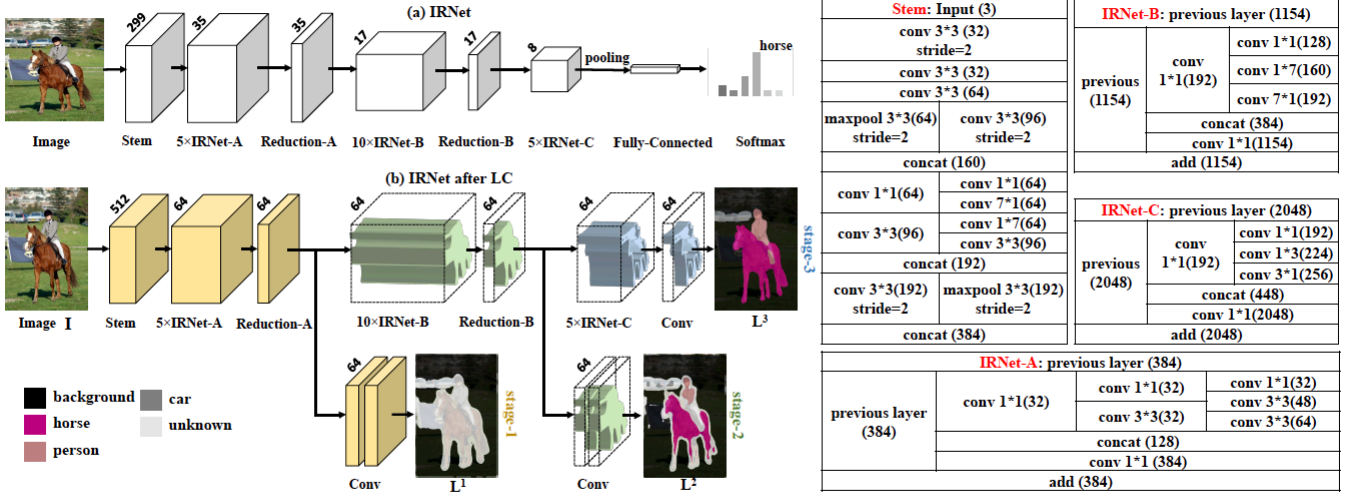 (a) IRNet
299
35
35
17
17
8
pooling
horse
Image
Stem
5×IRNet-A
Reduction-A
10×IRNet-B
Reduction-B
5×IRNet-C
Fully-Connected
Softmax
(b) IRNet after LC
512
64
64
64
64
64
64
stage-3
Image I
Stem
5×IRNet-A
Reduction-A
10×IRNet-B
Reduction-B
5×IRNet-C
Conv
L³
64
stage-1
64
stage-2
background
horse
person
car
unknown
Conv
L¹
Conv
L²
Stem: Input (3)
conv 3*3 (32)
stride=2
conv 3*3 (32)
conv 3*3 (64)
maxpool 3*3(64)
stride=2
conv 3*3(96)
stride=2
concat (160)
conv 1*1(64)
conv 3*3(96)
conv 1*1(64)
conv 7*1(64)
conv 1*7(64)
conv 3*3(96)
concat (192)
conv 3*3(192)
stride=2
maxpool 3*3(192)
stride=2
concat (384)
IRNet-B: previous layer (1154)
previous
(1154)
conv
1*1(192)
conv 1*1(128)
conv 1*7(160)
conv 7*1(192)
concat (384)
conv 1*1(1154)
add (1154)
IRNet-C: previous layer (2048)
previous
(2048)
conv
1*1(192)
conv 1*1(192)
conv 1*3(224)
conv 3*1(256)
concat (448)
conv 1*1(2048)
add (2048)
IRNet-A: previous layer (384)
previous layer
(384)
conv 1*1(32)
conv 1*1(32)
conv 3*3(32)
conv 1*1(32)
conv 3*3(48)
conv 3*3(64)
concat (128)
conv 1*1 (384)
add (384)